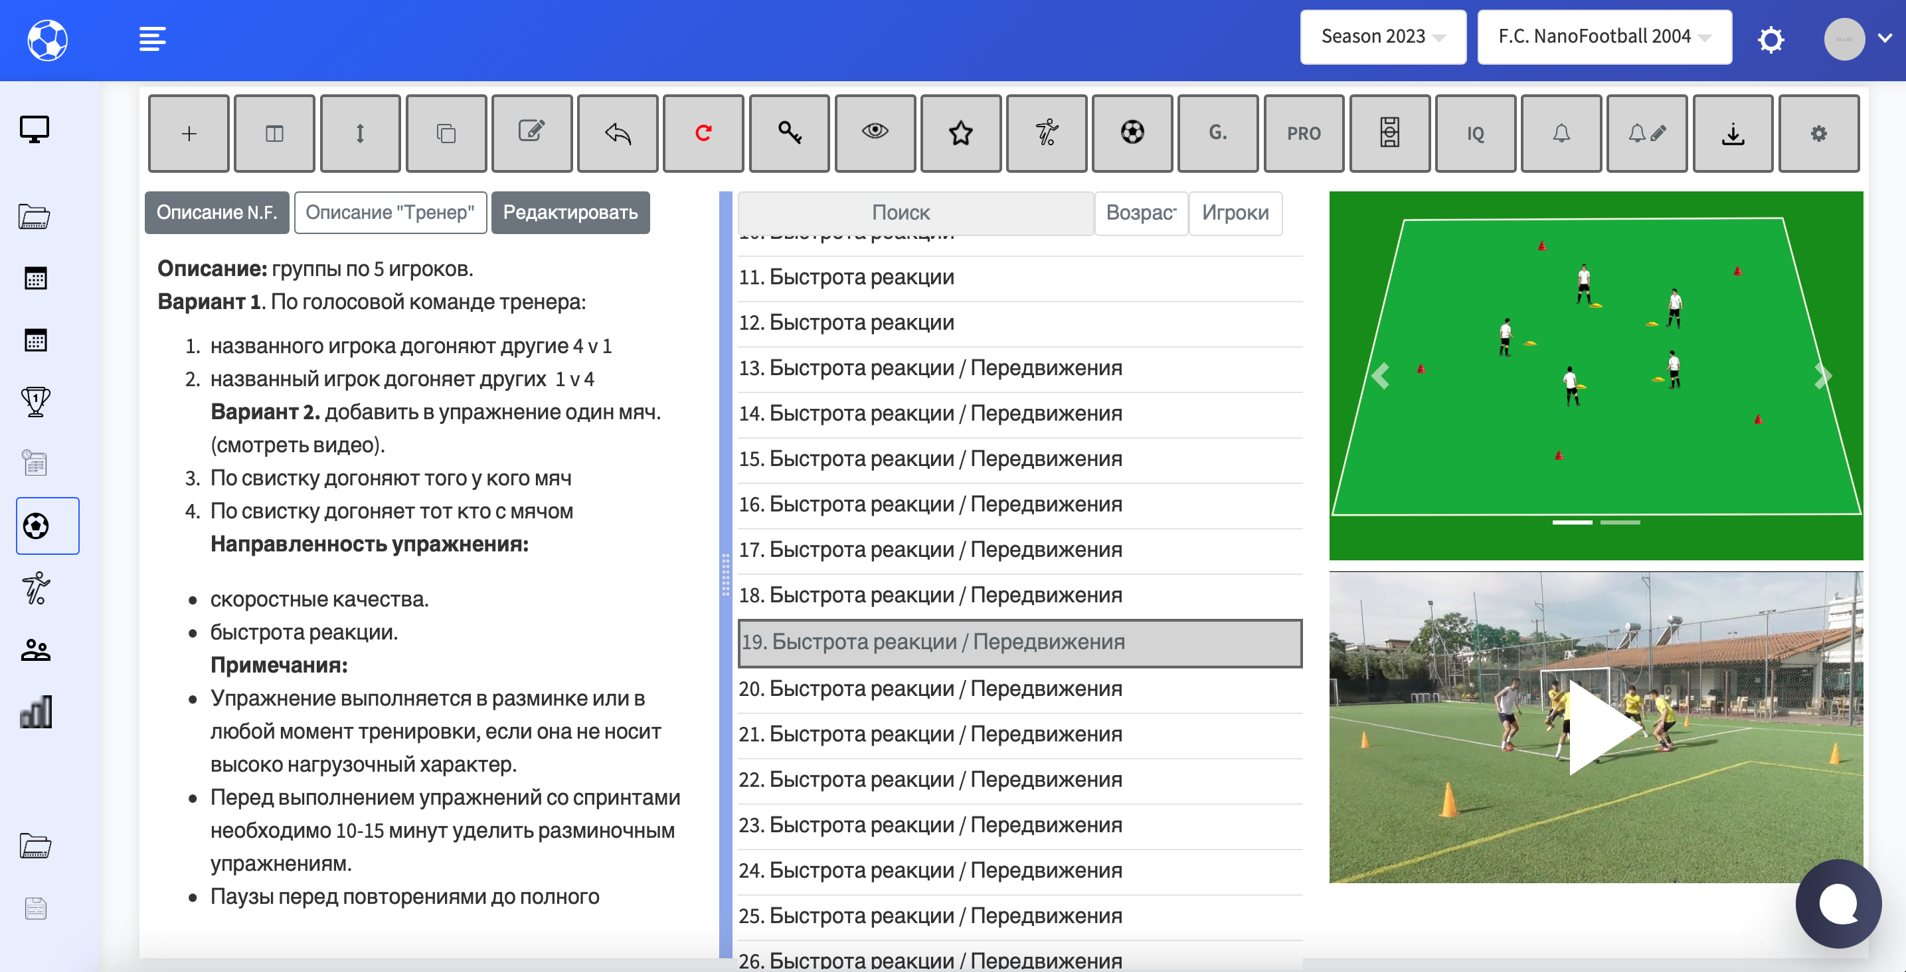 Season 2023
F.C. NanoFootball 2004
G.
PRO
IQ
Описание N.F.
Описание "Тренер"
Редактировать
Поиск
Возраст
Игроки
Описание: группы по 5 игроков.
Вариант 1. По голосовой команде тренера:
1. названного игрока догоняют другие 4 v 1
2. названный игрок догоняет других 1 v 4
Вариант 2. добавить в упражнение один мяч.
(смотреть видео).
3. По свистку догоняют того у кого мяч
4. По свистку догоняет тот кто с мячом
Направленность упражнения:
• скоростные качества.
• быстрота реакции.
Примечания:
• Упражнение выполняется в разминке или в
любой момент тренировки, если она не носит
высоко нагрузочный характер.
• Перед выполнением упражнений со спринтами
необходимо 10-15 минут уделить разминочным
упражнениям.
• Паузы перед повторениями до полного
10. Быстрота реакции
11. Быстрота реакции
12. Быстрота реакции
13. Быстрота реакции / Передвижения
14. Быстрота реакции / Передвижения
15. Быстрота реакции / Передвижения
16. Быстрота реакции / Передвижения
17. Быстрота реакции / Передвижения
18. Быстрота реакции / Передвижения
19. Быстрота реакции / Передвижения
20. Быстрота реакции / Передвижения
21. Быстрота реакции / Передвижения
22. Быстрота реакции / Передвижения
23. Быстрота реакции / Передвижения
24. Быстрота реакции / Передвижения
25. Быстрота реакции / Передвижения
26. Быстрота реакции / Передвижения